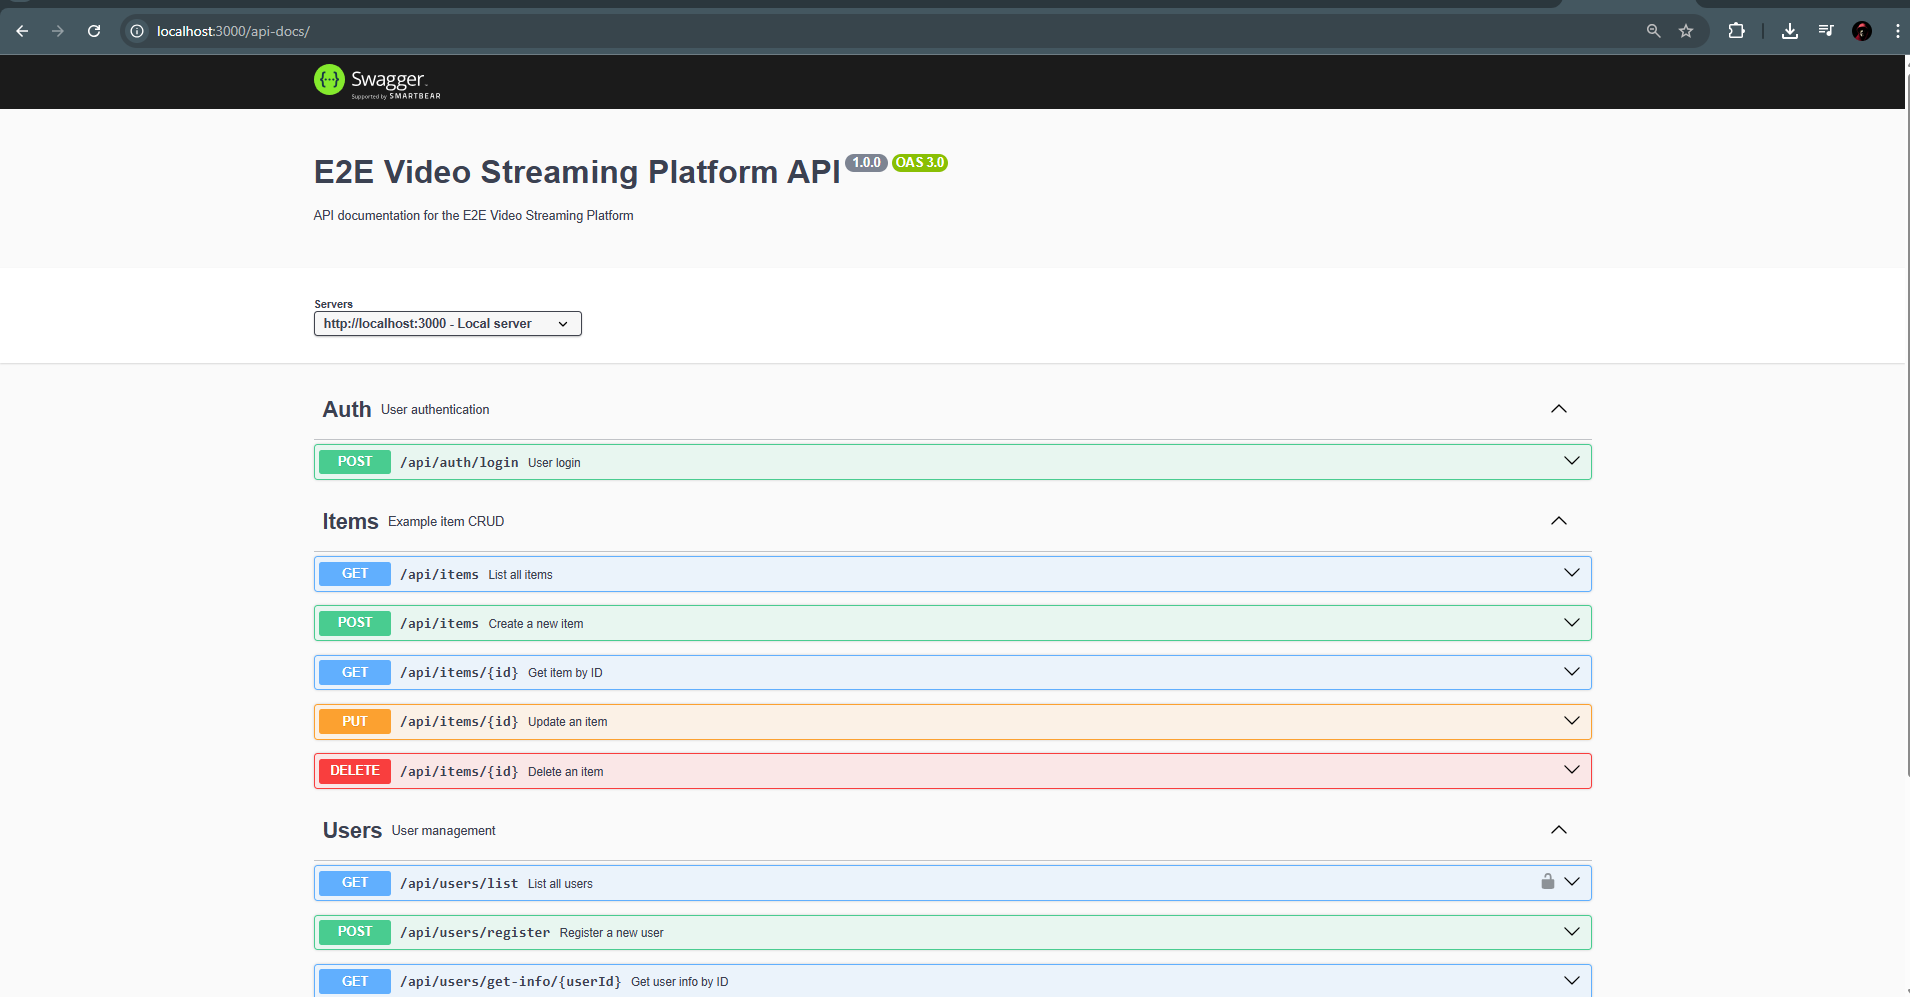 localhost:3000/api-docs/
Swagger
Supported by SMARTBEAR
E2E Video Streaming Platform API 1.0.0 OAS 3.0
API documentation for the E2E Video Streaming Platform
Servers
http://localhost:3000 - Local server
Auth User authentication
POST /api/auth/login User login
Items Example item CRUD
GET /api/items List all items
POST /api/items Create a new item
GET /api/items/{id} Get item by ID
PUT /api/items/{id} Update an item
DELETE /api/items/{id} Delete an item
Users User management
GET /api/users/list List all users
POST /api/users/register Register a new user
GET /api/users/get-info/{userId} Get user info by ID